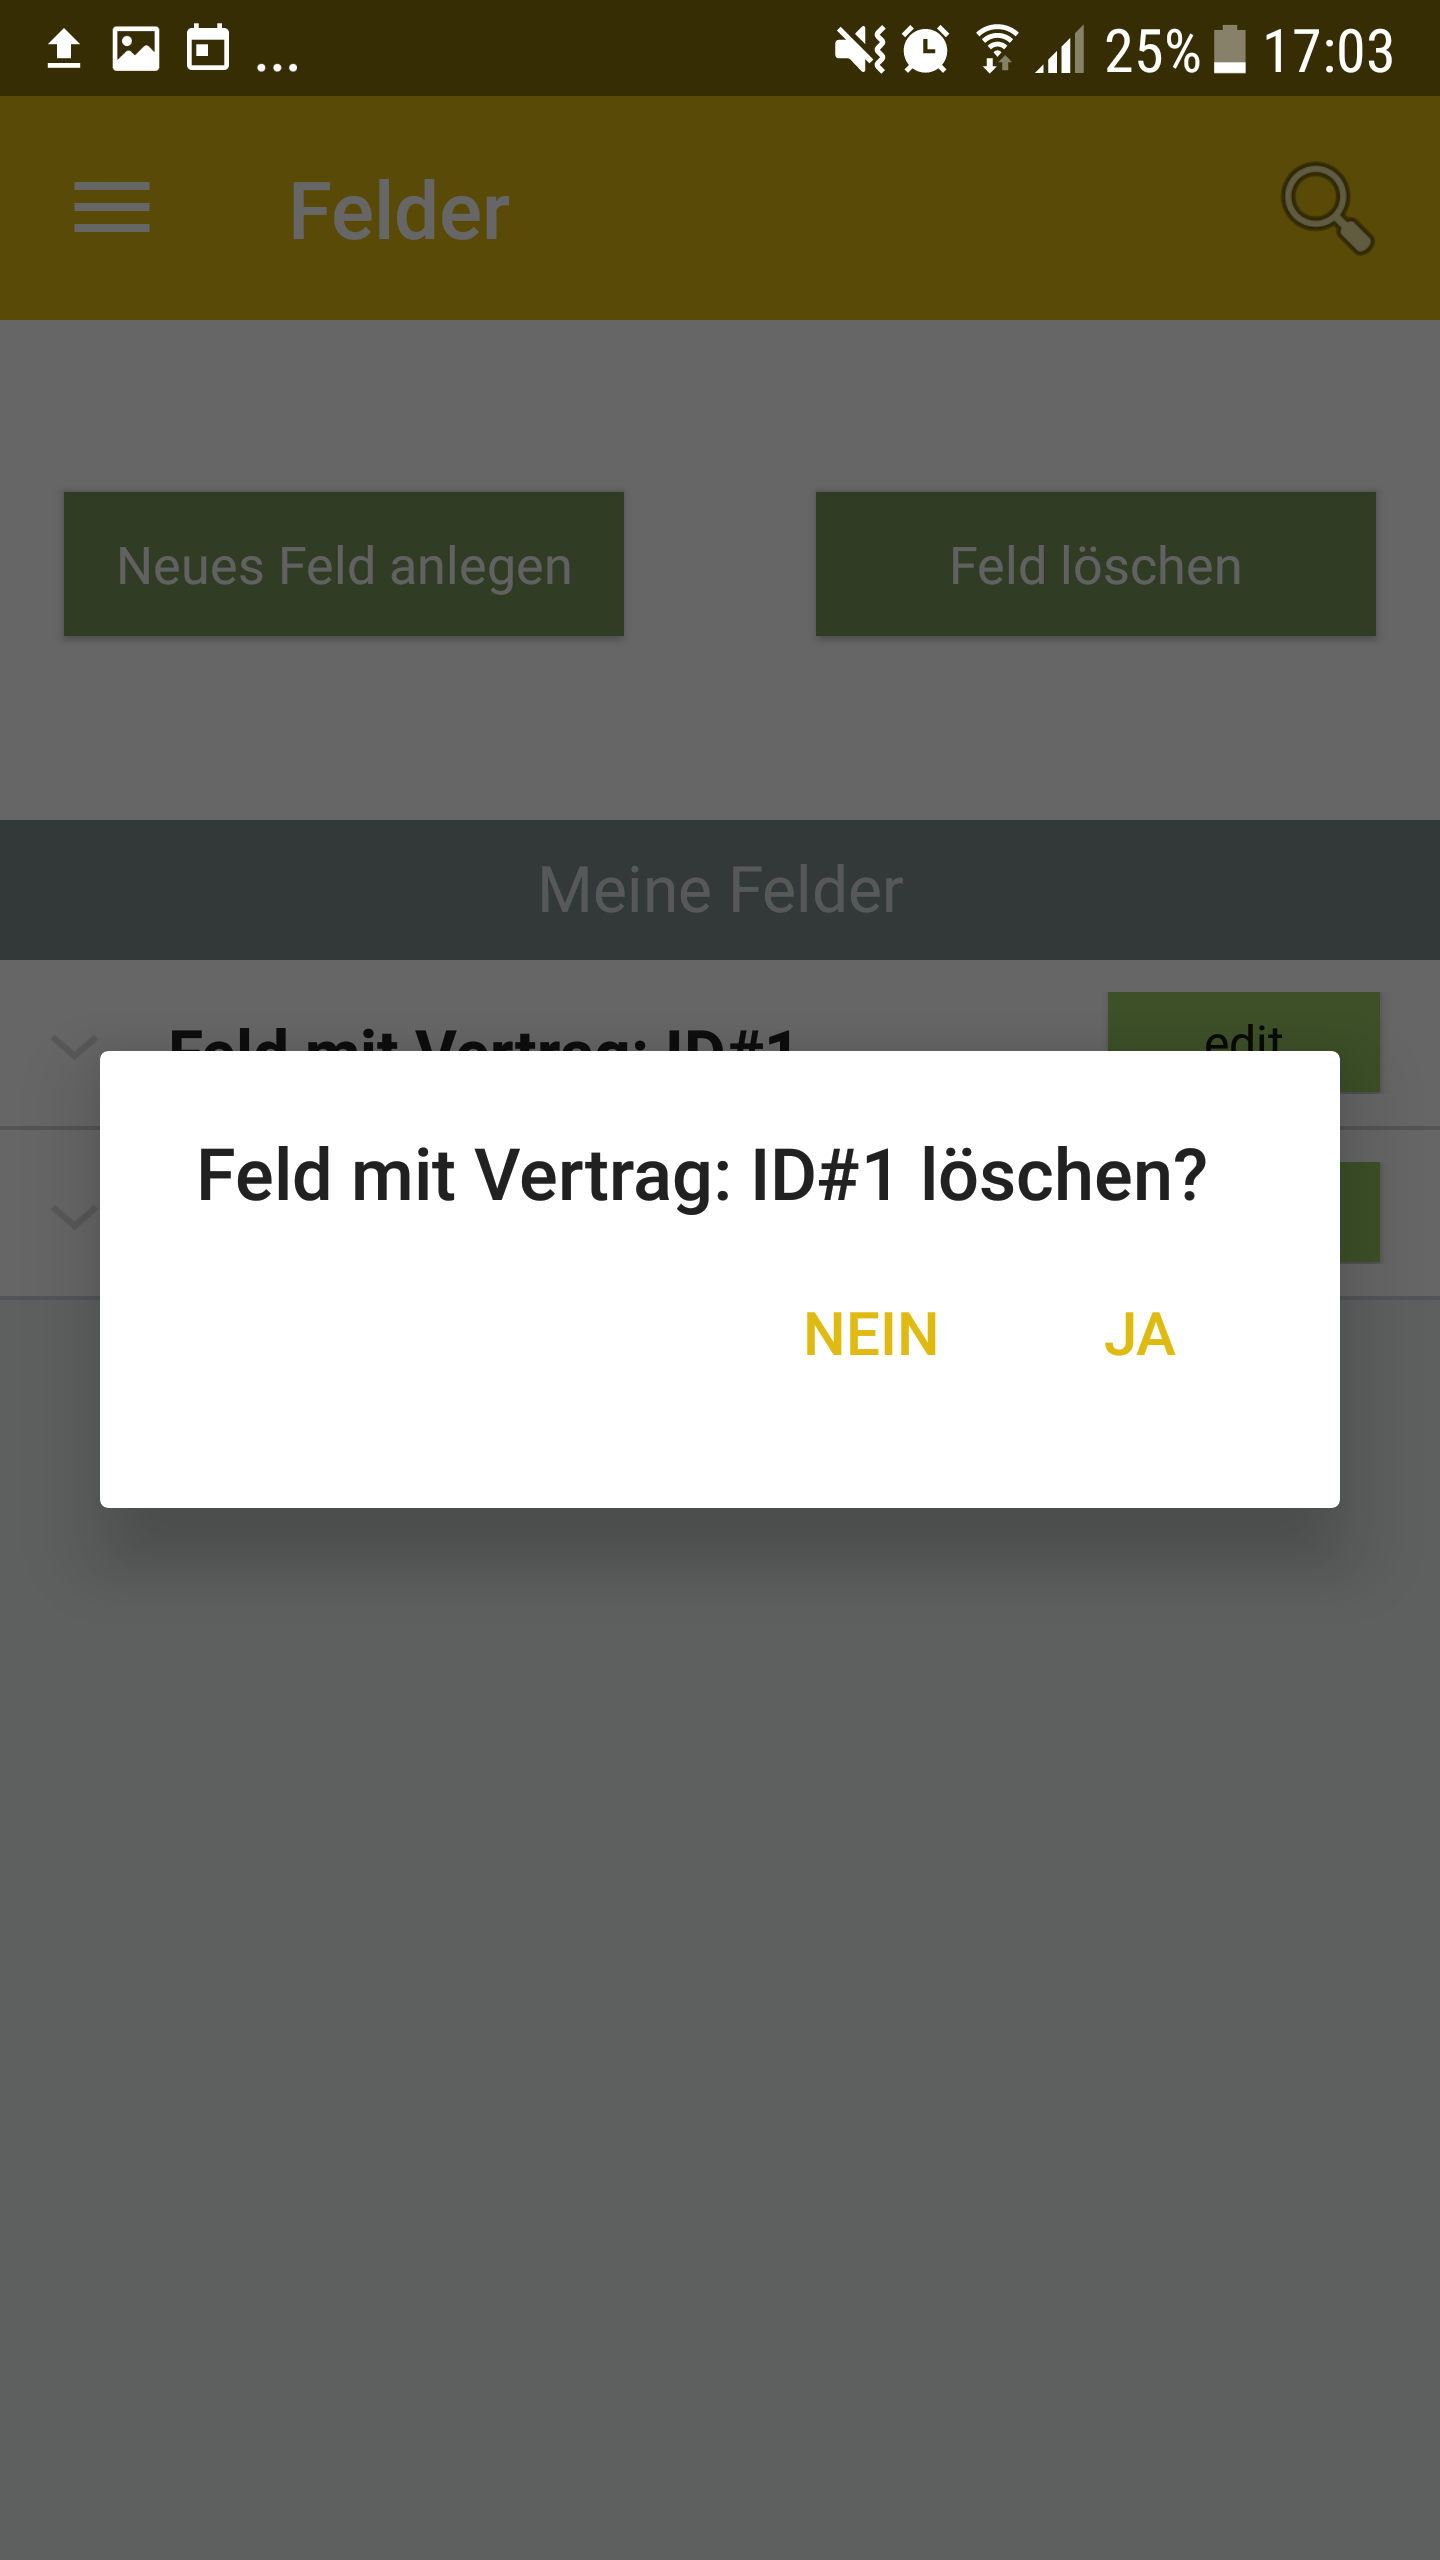 ... 25% 17:03
Felder
Neues Feld anlegen Feld löschen
Meine Felder
Feld mit Vertrag: ID#1 edit
Feld mit Vertrag: ID#1 löschen?
NEIN JA